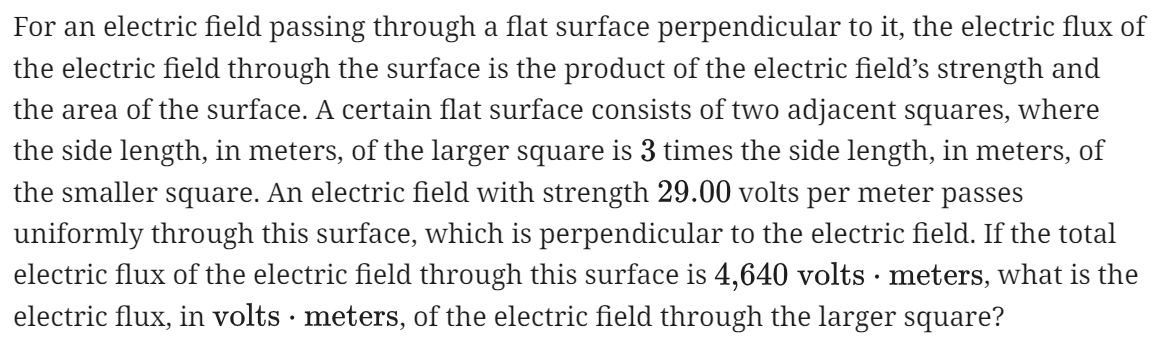 For an electric field passing through a flat surface perpendicular to it, the electric flux of
the electric field through the surface is the product of the electric field’s strength and
the area of the surface. A certain flat surface consists of two adjacent squares, where
the side length, in meters, of the larger square is 3 times the side length, in meters, of
the smaller square. An electric field with strength 29.00 volts per meter passes
uniformly through this surface, which is perpendicular to the electric field. If the total
electric flux of the electric field through this surface is 4,640 volts · meters, what is the
electric flux, in volts · meters, of the electric field through the larger square?